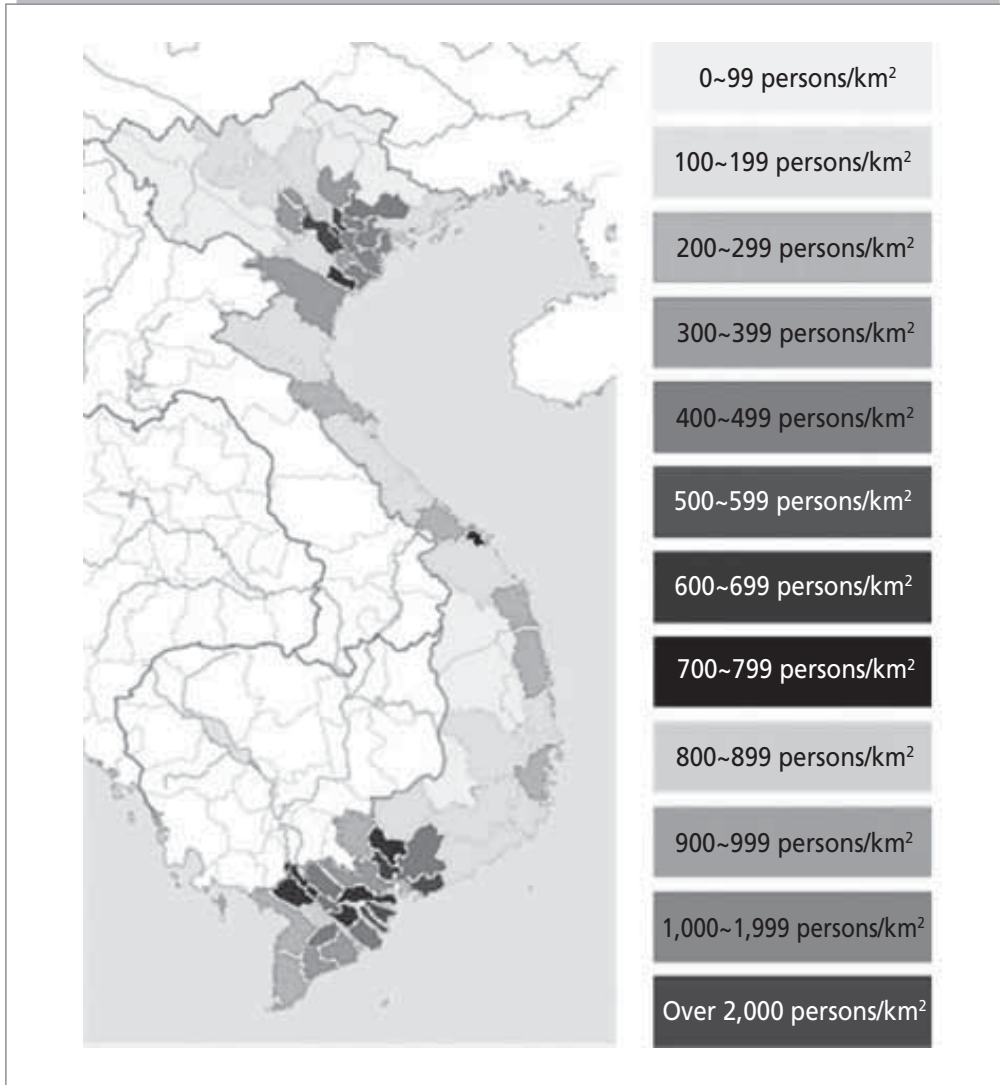 0~99 persons/km²
100~199 persons/km²
200~299 persons/km²
300~399 persons/km²
400~499 persons/km²
500~599 persons/km²
600~699 persons/km²
700~799 persons/km²
800~899 persons/km²
900~999 persons/km²
1,000~1,999 persons/km²
Over 2,000 persons/km²